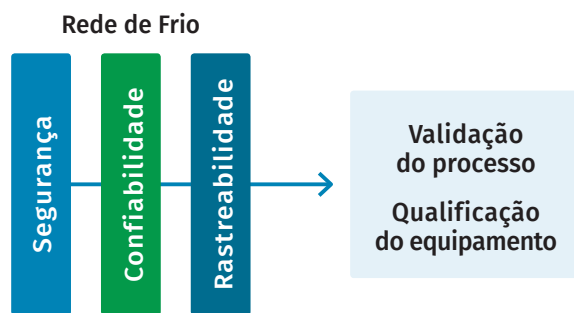 Rede de Frio
Segurança
Confiabilidade
Rastreabilidade
Validação
do processo
Qualificação
do equipamento